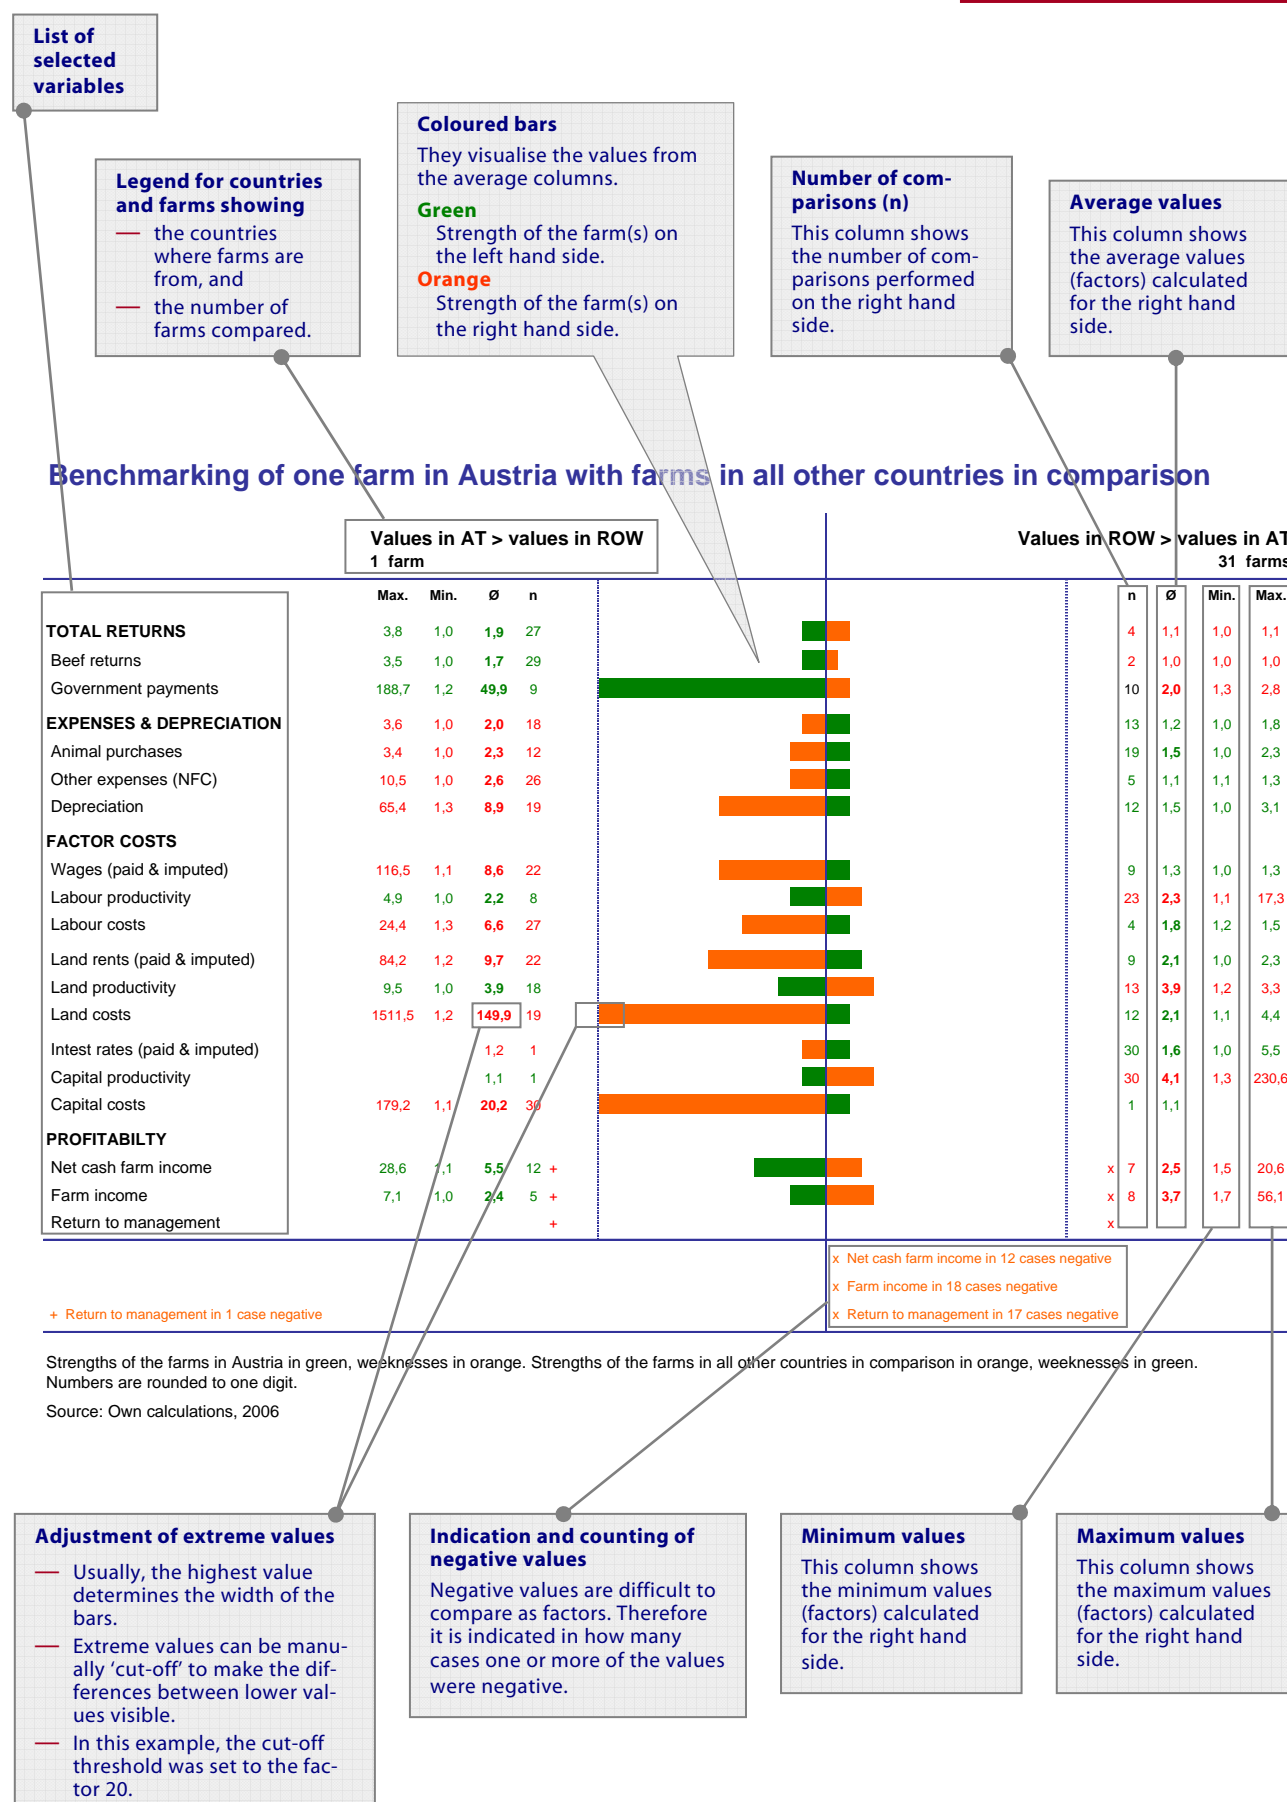 List of
selected
variables
Legend for countries
and farms showing
— the countries
where farms are
from, and
— the number of
farms compared.
Coloured bars
They visualise the values from
the average columns.
Green
Strength of the farm(s) on
the left hand side.
Orange
Strength of the farm(s) on
the right hand side.
Number of com-
parisons (n)
This column shows
the number of com-
parisons performed
on the right hand
side.
Average values
This column shows
the average values
(factors) calculated
for the right hand
side.
Benchmarking of one farm in Austria with farms in all other countries in comparison
Values in AT > values in ROW
1 farm
Values in ROW > values in AT
31 farms
Max. Min. Ø n n Ø Min. Max.
TOTAL RETURNS 3,8 1,0 1,9 27 4 1,1 1,0 1,1
Beef returns 3,5 1,0 1,7 29 2 1,0 1,0 1,0
Government payments 188,7 1,2 49,9 9 10 2,0 1,3 2,8
EXPENSES & DEPRECIATION 3,6 1,0 2,0 18 13 1,2 1,0 1,8
Animal purchases 3,4 1,0 2,3 12 19 1,5 1,0 2,3
Other expenses (NFC) 10,5 1,0 2,6 26 5 1,1 1,1 1,3
Depreciation 65,4 1,3 8,9 19 12 1,5 1,0 3,1
FACTOR COSTS
Wages (paid & imputed) 116,5 1,1 8,6 22 9 1,3 1,0 1,3
Labour productivity 4,9 1,0 2,2 8 23 2,3 1,1 17,3
Labour costs 24,4 1,3 6,6 27 4 1,8 1,2 1,5
Land rents (paid & imputed) 84,2 1,2 9,7 22 9 2,1 1,0 2,3
Land productivity 9,5 1,0 3,9 18 13 3,9 1,2 3,3
Land costs 1511,5 1,2 149,9 19 12 2,1 1,1 4,4
Intest rates (paid & imputed) 1,2 1 30 1,6 1,0 5,5
Capital productivity 1,1 1 30 4,1 1,3 230,6
Capital costs 179,2 1,1 20,2 30 1 1,1
PROFITABILTY
Net cash farm income 28,6 1,1 5,5 12 + x 7 2,5 1,5 20,6
Farm income 7,1 1,0 2,4 5 + x 8 3,7 1,7 56,1
Return to management + x
x Net cash farm income in 12 cases negative
x Farm income in 18 cases negative
+ Return to management in 1 case negative x Return to management in 17 cases negative
Strengths of the farms in Austria in green, weeknesses in orange. Strengths of the farms in all other countries in comparison in orange, weeknesses in green.
Numbers are rounded to one digit.
Source: Own calculations, 2006
Adjustment of extreme values
— Usually, the highest value
determines the width of the
bars.
— Extreme values can be manu-
ally ‘cut-off’ to make the dif-
ferences between lower val-
ues visible.
— In this example, the cut-off
threshold was set to the fac-
tor 20.
Indication and counting of
negative values
Negative values are difficult to
compare as factors. Therefore
it is indicated in how many
cases one or more of the values
were negative.
Minimum values
This column shows
the minimum values
(factors) calculated
for the right hand
side.
Maximum values
This column shows
the maximum values
(factors) calculated
for the right hand
side.